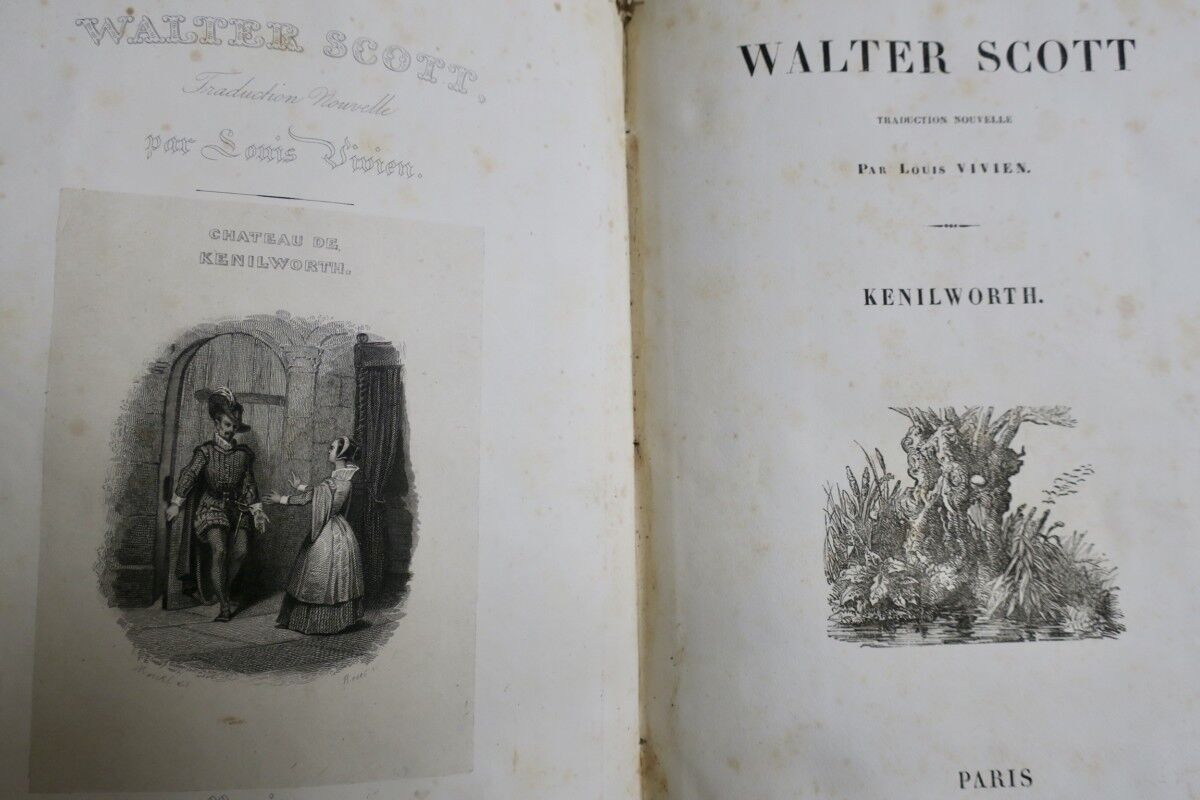 WALTER SCOTT.
Traduction Nouvelle
par Louis Vivien.
CHATEAU DE
KENILWORTH.
WALTER SCOTT
TRADUCTION NOUVELLE
PAR LOUIS VIVIEN.
KENILWORTH.
PARIS